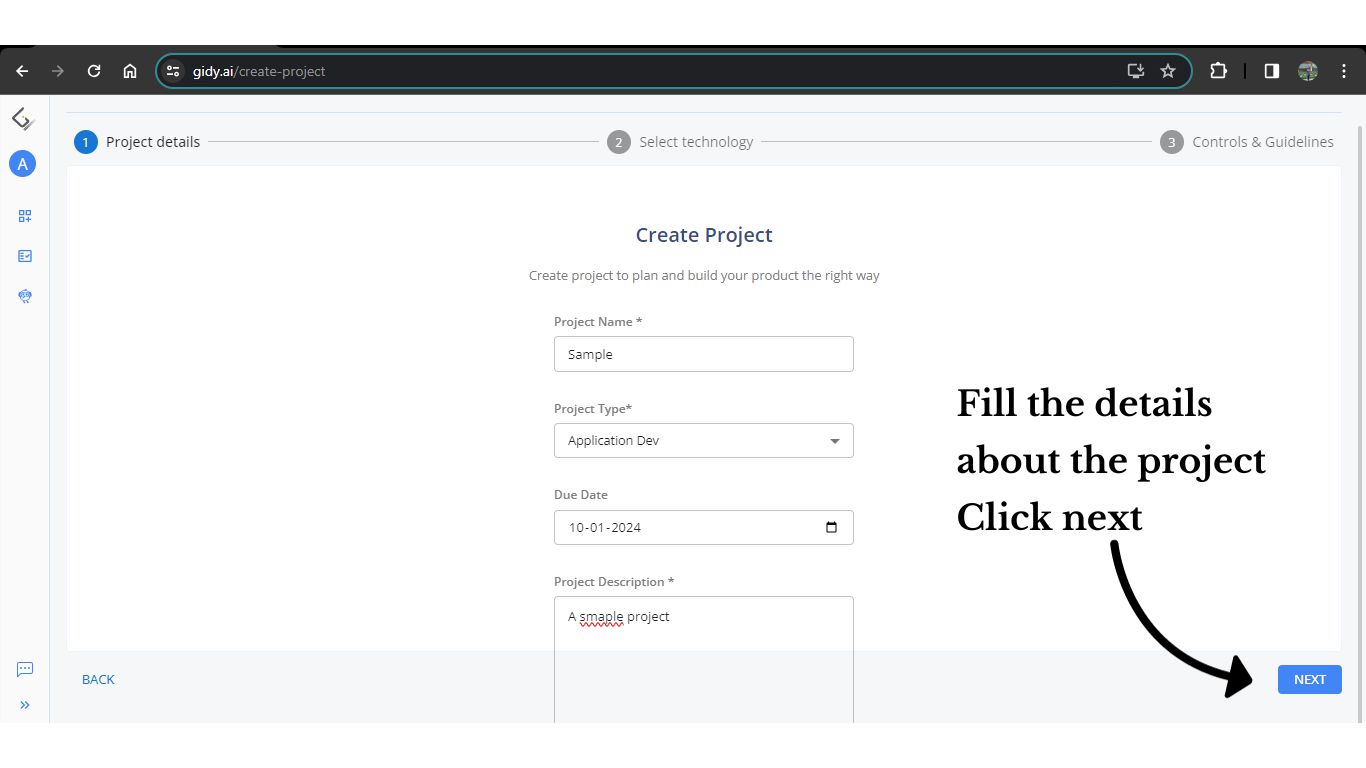 gidy.ai/create-project
A
1 Project details
2 Select technology
3 Controls & Guidelines
Create Project
Create project to plan and build your product the right way
Project Name *
Sample
Project Type*
Application Dev
Due Date
10-01-2024
Project Description *
A smaple project
Fill the details
about the project
Click next
BACK
NEXT